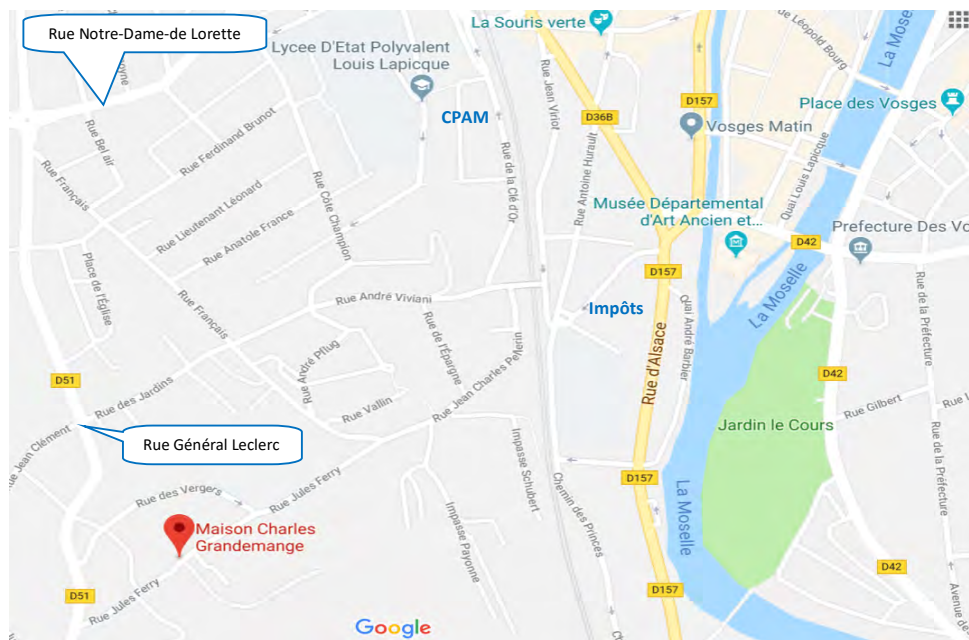 Rue Notre-Dame-de Lorette
La Souris verte
Rue Léopold Bourg
La Moselle
Lycee D'Etat Polyvalent
Louis Lapicque
CPAM
Rue Jean Viriot
D36B
D157
Vosges Matin
Place des Vosges
Rue Bel air
Rue Ferdinand Brunot
Rue de la Clé d'Or
Rue Antoine Hurault
Quai Louis Lapicque
Rue Français
Rue Lieutenant Léonard
Rue Côte Champion
Musée Départemental
d'Art Ancien et...
D42
Prefecture Des Vo
Rue Anatole France
Place de l'Église
D157
La Moselle
Rue de la Préfecture
Rue André Viviani
Impôts
Quai André Barbier
Rue Français
Rue de l'Épargne
Rue Jean Charles Pellerin
Rue d'Alsace
D51
Rue des Jardins
Rue André Pflug
D42
Rue Vallin
Rue Gilbert
Rue V
Jardin le Cours
Rue Jean Clément
Rue Général Leclerc
Impasse Schubert
Rue de la Préfecture
Rue des Vergers
Rue Jules Ferry
D157
La Moselle
Chemin des Princes
Impasse Payonne
Maison Charles
Grandemange
D42
Rue Jules Ferry
D51
D157
Avenue de
Google
Ch